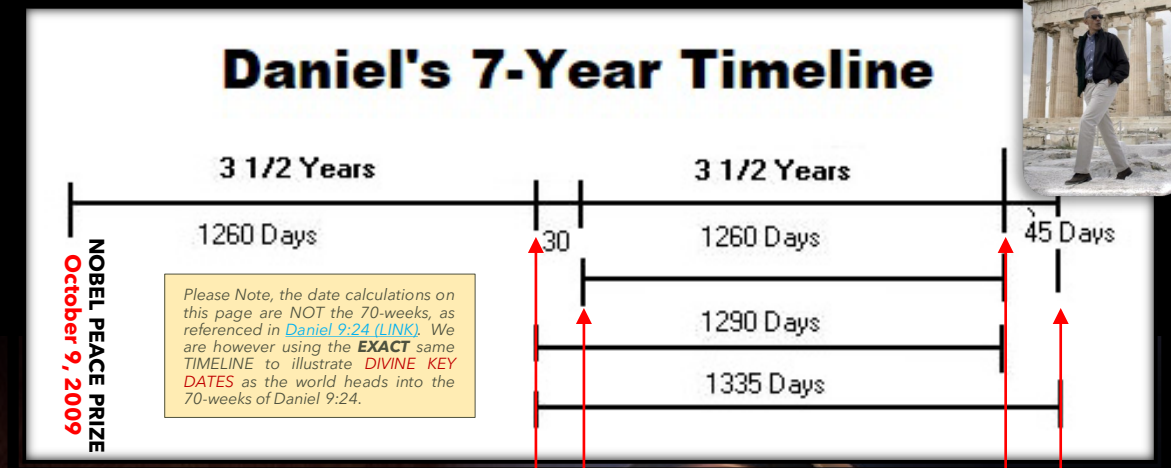 Daniel's 7-Year Timeline
3 1/2 Years
3 1/2 Years
1260 Days
30
1260 Days
45 Days
NOBEL PEACE PRIZE
October 9, 2009
Please Note, the date calculations on
this page are NOT the 70-weeks, as
referenced in Daniel 9:24 (LINK). We
are however using the EXACT same
TIMELINE to illustrate DIVINE KEY
DATES as the world heads into the
70-weeks of Daniel 9:24.
1290 Days
1335 Days